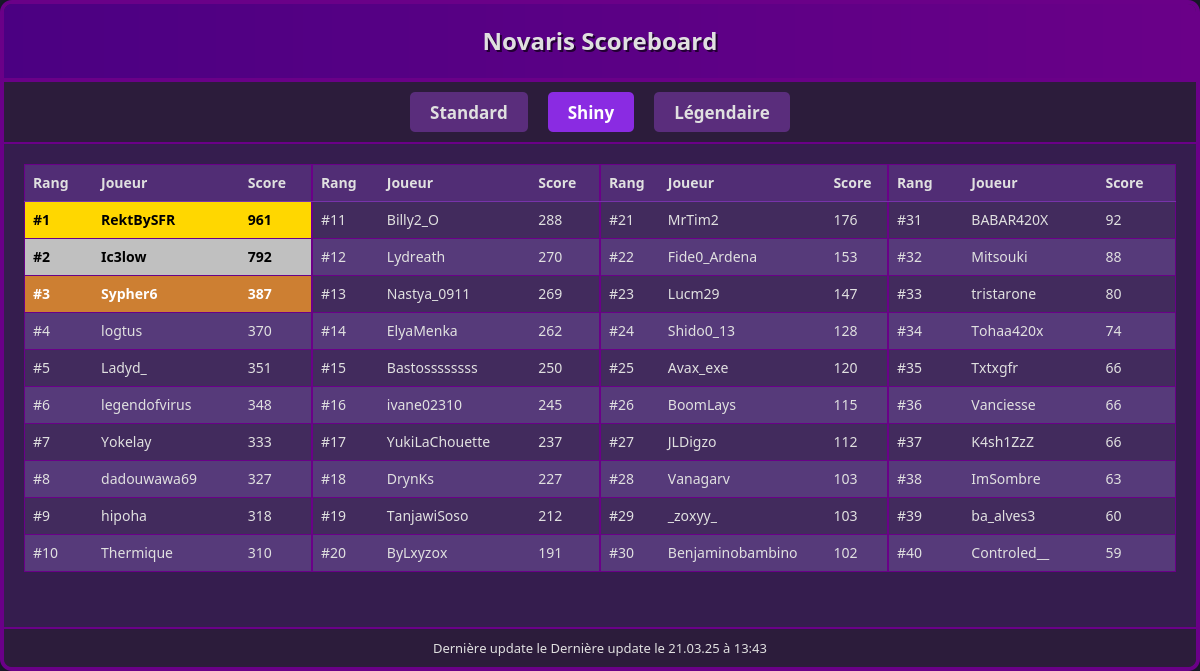 Novaris Scoreboard
Standard Shiny Légendaire
Rang Joueur Score Rang Joueur Score Rang Joueur Score Rang Joueur Score
#1 RektBySFR 961 #11 Billy2_O 288 #21 MrTim2 176 #31 BABAR420X 92
#2 Ic3low 792 #12 Lydreath 270 #22 Fide0_Ardena 153 #32 Mitsouki 88
#3 Sypher6 387 #13 Nastya_0911 269 #23 Lucm29 147 #33 tristarone 80
#4 logtus 370 #14 ElyaMenka 262 #24 Shido0_13 128 #34 Tohaa420x 74
#5 Ladyd_ 351 #15 Bastossssssss 250 #25 Avax_exe 120 #35 Txtxgfr 66
#6 legendofvirus 348 #16 ivane02310 245 #26 BoomLays 115 #36 Vanciesse 66
#7 Yokelay 333 #17 YukiLaChouette 237 #27 JLDigzo 112 #37 K4sh1ZzZ 66
#8 dadouwawa69 327 #18 DrynKs 227 #28 Vanagarv 103 #38 ImSombre 63
#9 hipoha 318 #19 TanjawiSoso 212 #29 _zoxyy_ 103 #39 ba_alves3 60
#10 Thermique 310 #20 ByLxyzox 191 #30 Benjaminobambino 102 #40 Controled__ 59
Dernière update le Dernière update le 21.03.25 à 13:43